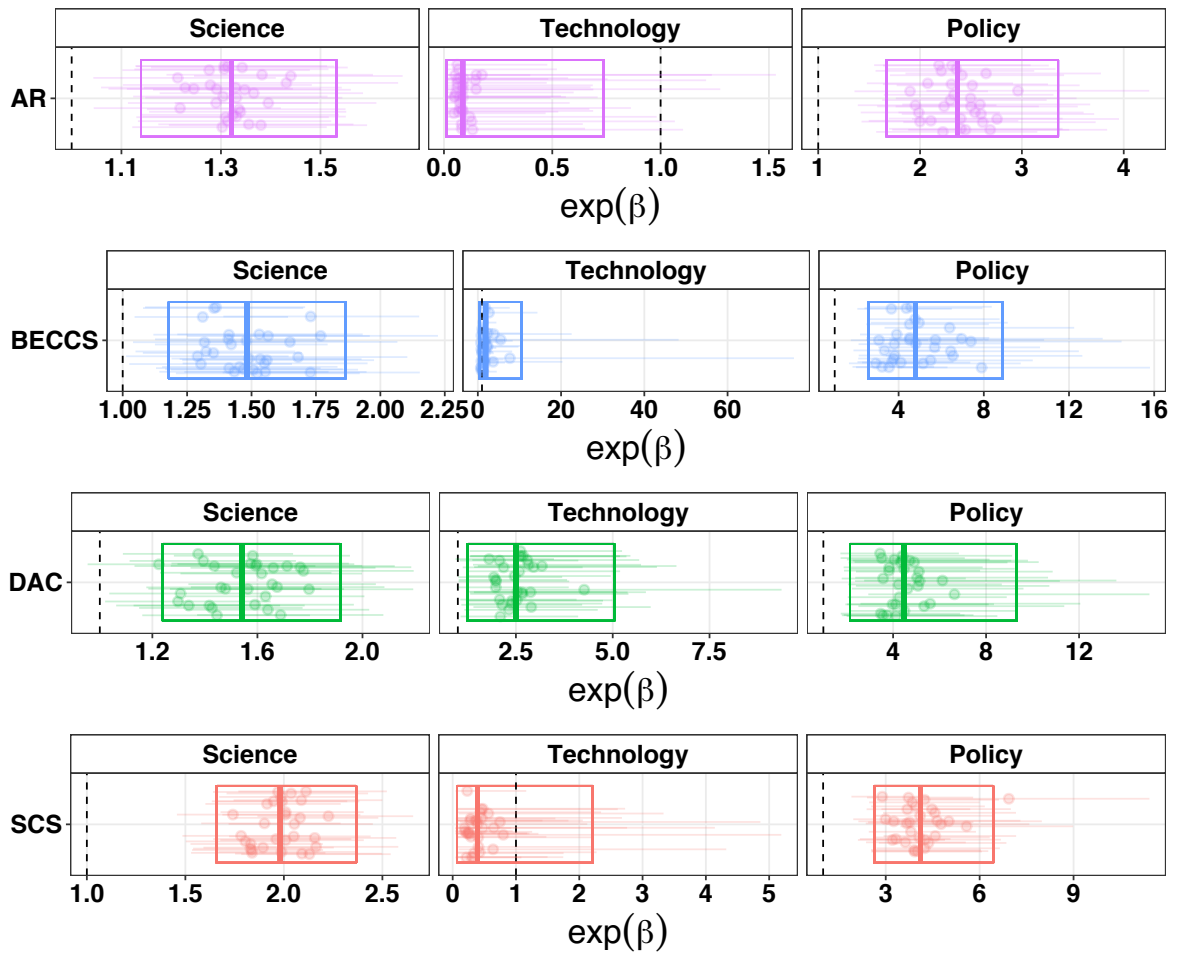 Science Technology Policy
AR
1.1 1.3 1.5 0.0 0.5 1.0 1.5 1 2 3 4
exp(β)
Science Technology Policy
BECCS
1.00 1.25 1.50 1.75 2.00 2.25 0 20 40 60 4 8 12 16
exp(β)
Science Technology Policy
DAC
1.2 1.6 2.0 2.5 5.0 7.5 4 8 12
exp(β)
Science Technology Policy
SCS
1.0 1.5 2.0 2.5 0 1 2 3 4 5 3 6 9
exp(β)